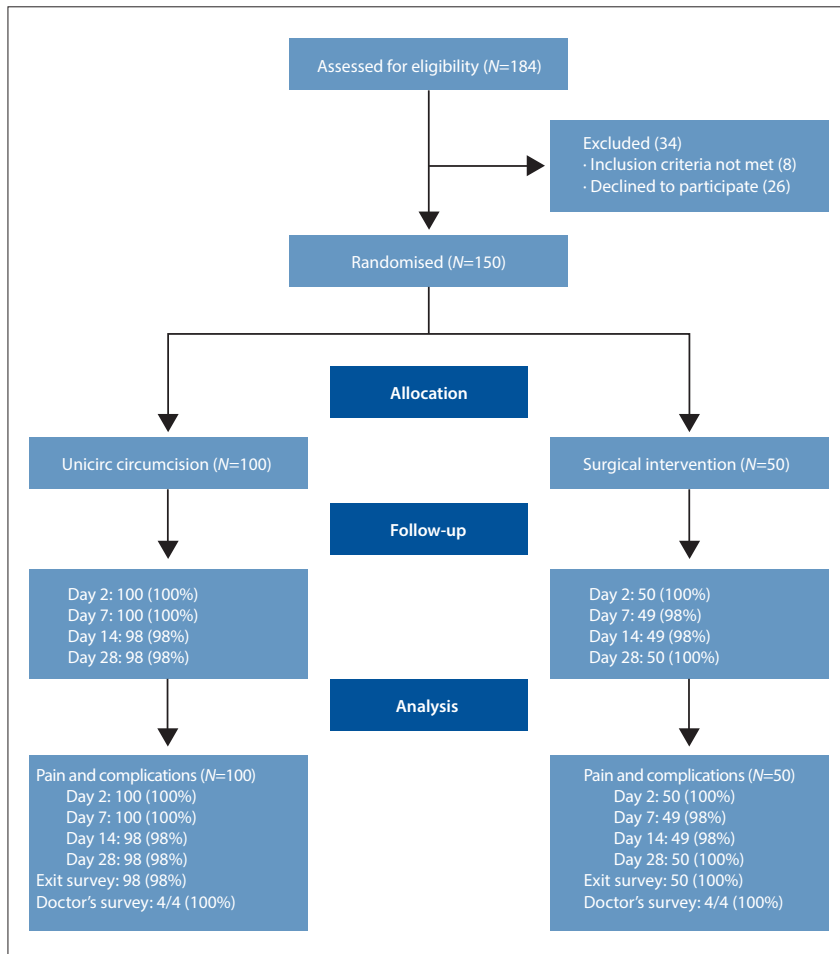 Assessed for eligibility (N=184)
Excluded (34)
· Inclusion criteria not met (8)
· Declined to participate (26)
Randomised (N=150)
Allocation
Unicirc circumcision (N=100)
Surgical intervention (N=50)
Follow-up
Day 2: 100 (100%)
Day 7: 100 (100%)
Day 14: 98 (98%)
Day 28: 98 (98%)
Day 2: 50 (100%)
Day 7: 49 (98%)
Day 14: 49 (98%)
Day 28: 50 (100%)
Analysis
Pain and complications (N=100)
Day 2: 100 (100%)
Day 7: 100 (100%)
Day 14: 98 (98%)
Day 28: 98 (98%)
Exit survey: 98 (98%)
Doctor's survey: 4/4 (100%)
Pain and complications (N=50)
Day 2: 50 (100%)
Day 7: 49 (98%)
Day 14: 49 (98%)
Day 28: 50 (100%)
Exit survey: 50 (100%)
Doctor's survey: 4/4 (100%)